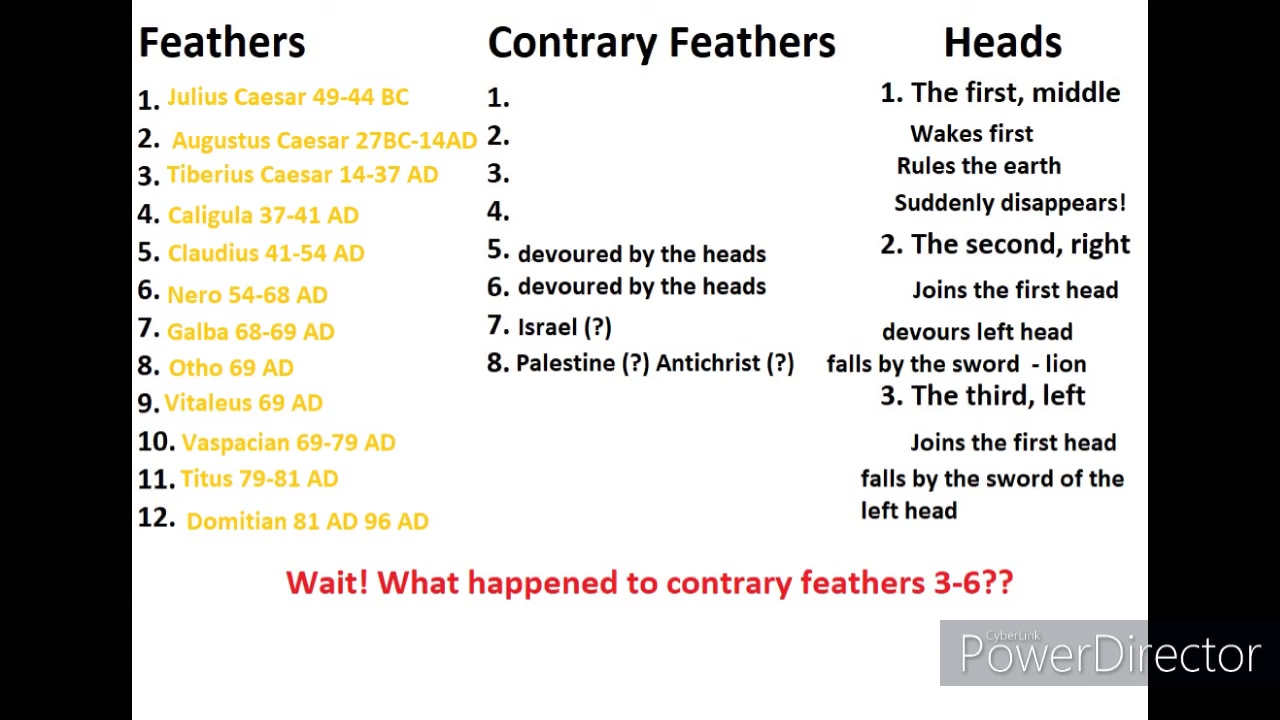 Feathers
1. Julius Caesar 49-44 BC
2. Augustus Caesar 27BC-14AD
3. Tiberius Caesar 14-37 AD
4. Caligula 37-41 AD
5. Claudius 41-54 AD
6. Nero 54-68 AD
7. Galba 68-69 AD
8. Otho 69 AD
9. Vitaleus 69 AD
10. Vaspacian 69-79 AD
11. Titus 79-81 AD
12. Domitian 81 AD 96 AD
Contrary Feathers
1.
2.
3.
4.
5. devoured by the heads
6. devoured by the heads
7. Israel (?)
8. Palestine (?) Antichrist (?)
Heads
1. The first, middle
Wakes first
Rules the earth
Suddenly disappears!
2. The second, right
Joins the first head
devours left head
falls by the sword - lion
3. The third, left
Joins the first head
falls by the sword of the
left head
Wait! What happened to contrary feathers 3-6??
CyberLink
PowerDirector